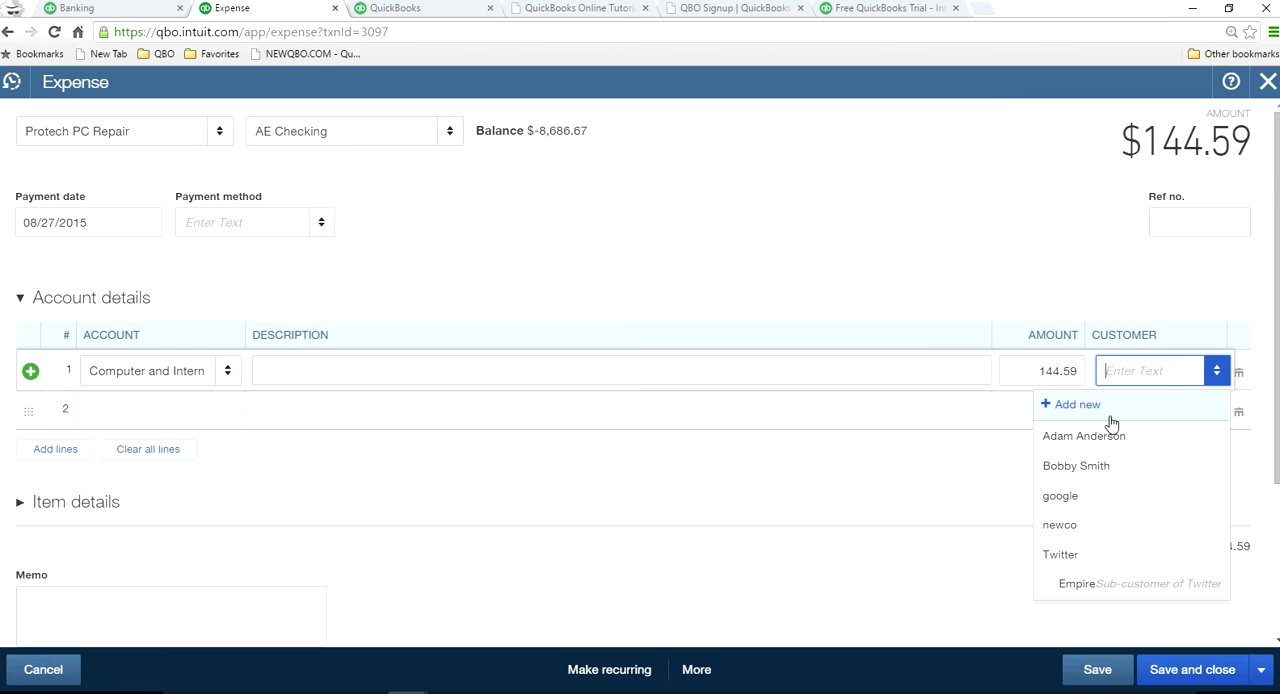 Banking
Expense
QuickBooks
QuickBooks Online Tutori
QBO Signup | QuickBooks
Free QuickBooks Trial - Int
https://qbo.intuit.com/app/expense?txnId=3097
Bookmarks
New Tab
QBO
Favorites
NEWQBO.COM - Qu...
Other bookmarks
Expense
Protech PC Repair
AE Checking
Balance $-8,686.67
AMOUNT
$144.59
Payment date
Payment method
Ref no.
08/27/2015
Enter Text
Account details
# ACCOUNT DESCRIPTION AMOUNT CUSTOMER
1 Computer and Intern 144.59 Enter Text
2
Add new
Adam Anderson
Bobby Smith
google
newco
Twitter
Empire Sub-customer of Twitter
Add lines
Clear all lines
Item details
.59
Memo
Cancel
Make recurring
More
Save
Save and close